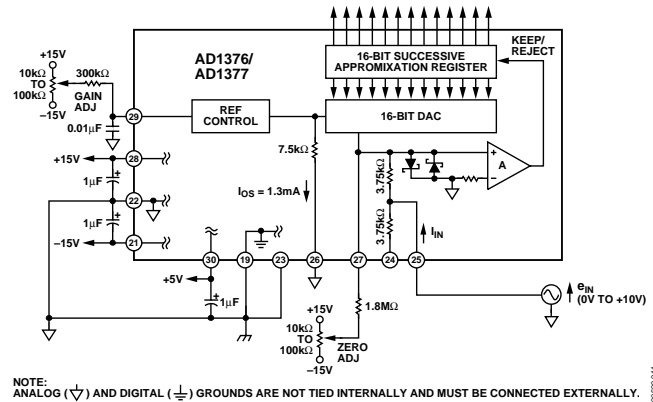 KEEP/
REJECT
AD1376/
AD1377
16-BIT SUCCESSIVE
APPROMIXATION REGISTER
+15V
10kΩ
TO
100kΩ
–15V
300kΩ
GAIN
ADJ
0.01µF
29
REF
CONTROL
16-BIT DAC
7.5kΩ
IOS = 1.3mA
3.75kΩ
3.75kΩ
+
–
A
IIN
+15V
28
1µF
+
22
1µF
+
–15V
21
30
19
23
26
27
24
25
+5V
+
1µF
1.8MΩ
+15V
10kΩ
TO
100kΩ
–15V
ZERO
ADJ
eIN
(0V TO +10V)
NOTE:
ANALOG ( ) AND DIGITAL ( ) GROUNDS ARE NOT TIED INTERNALLY AND MUST BE CONNECTED EXTERNALLY.